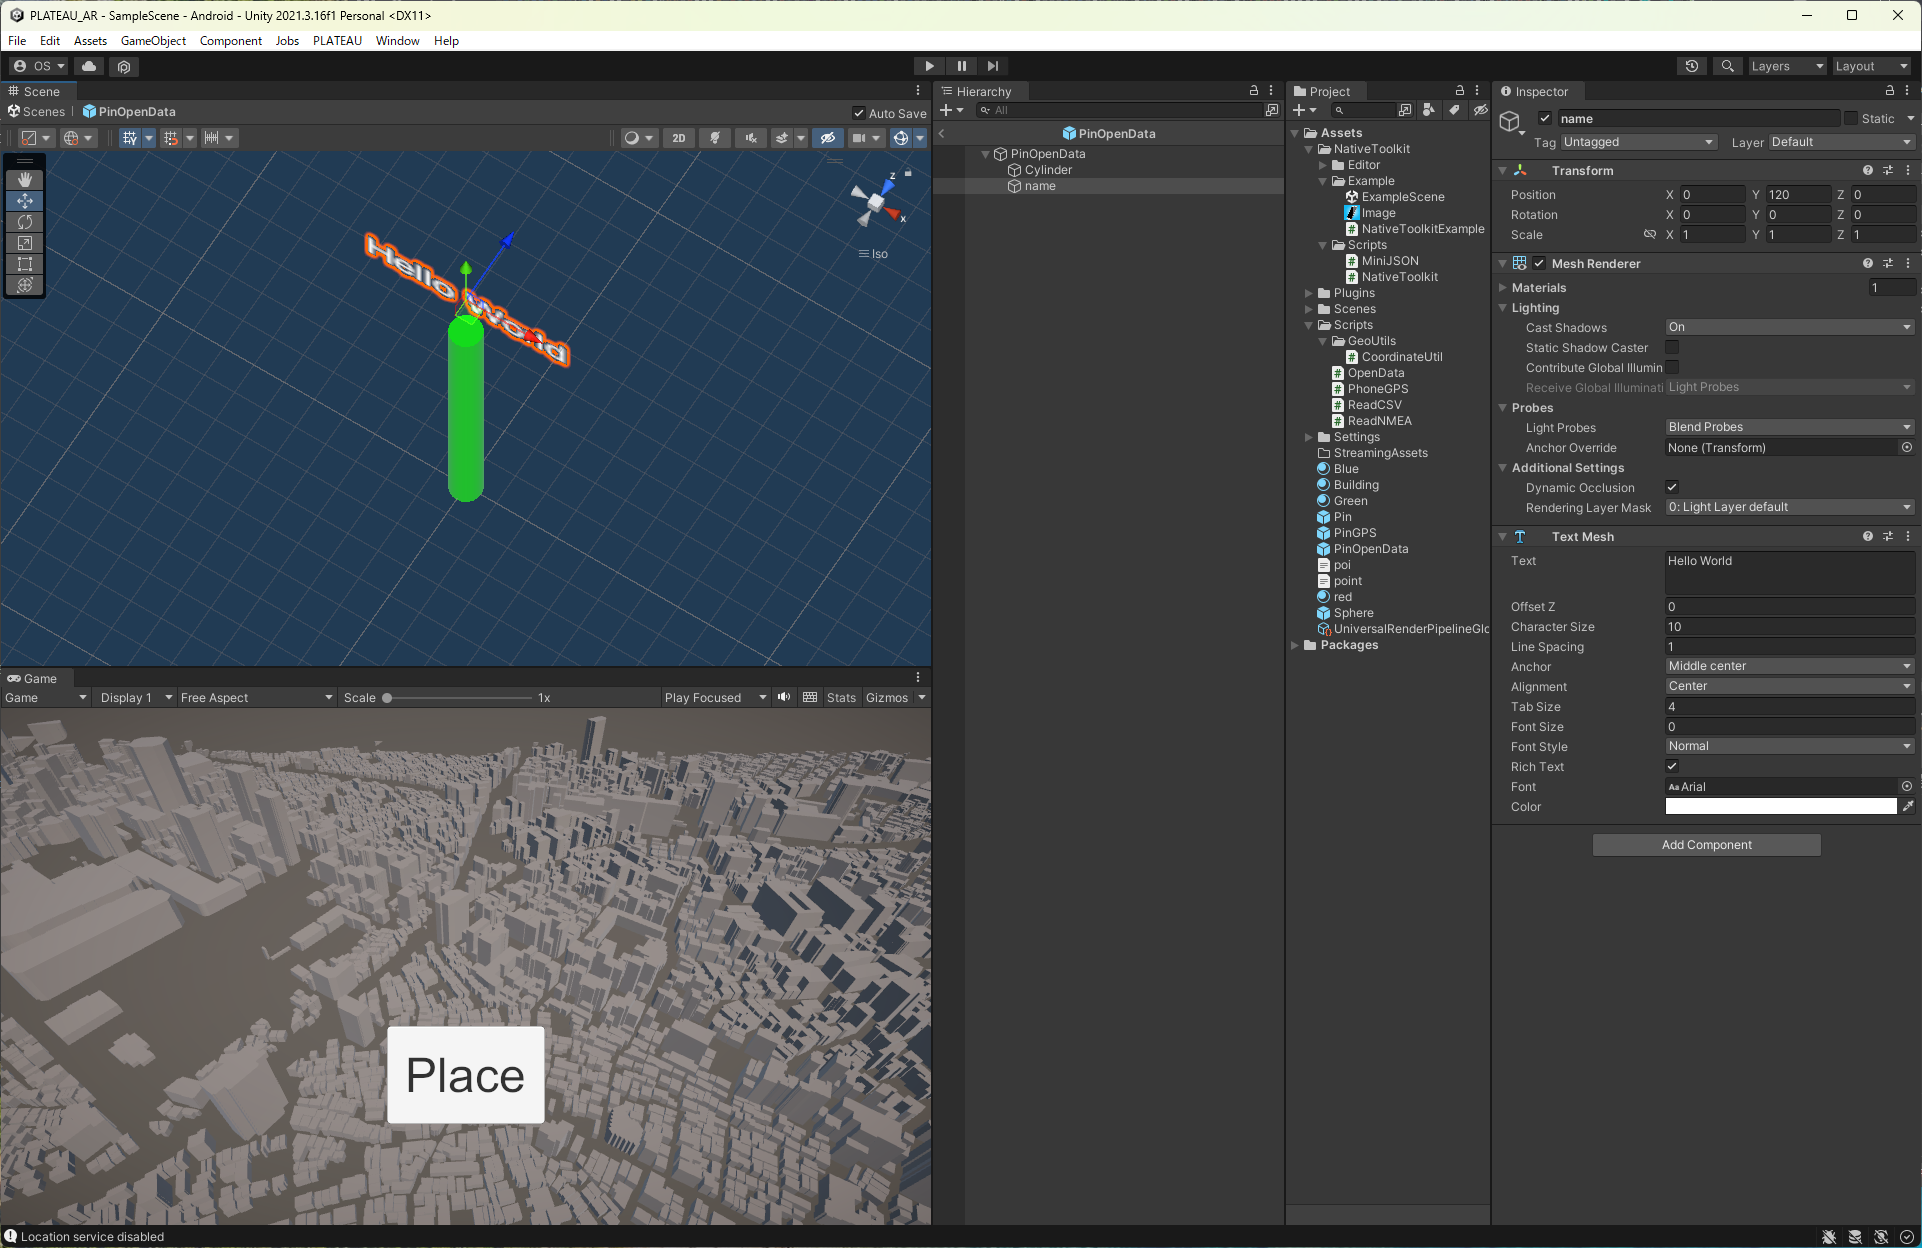 PLATEAU_AR - SampleScene - Android - Unity 2021.3.16f1 Personal <DX11>
File Edit Assets GameObject Component Jobs PLATEAU Window Help
OS
Layers
Layout
Scene
Scenes PinOpenData
Auto Save
2D
z
x
Iso
Hello World
Game
Game Display 1 Free Aspect Scale 1x Play Focused Stats Gizmos
Place
Hierarchy
All
PinOpenData
PinOpenData
Cylinder
name
Project
Assets
NativeToolkit
Editor
Example
ExampleScene
Image
NativeToolkitExample
Scripts
MiniJSON
NativeToolkit
Plugins
Scenes
Scripts
GeoUtils
CoordinateUtil
OpenData
PhoneGPS
ReadCSV
ReadNMEA
Settings
StreamingAssets
Blue
Building
Green
Pin
PinGPS
PinOpenData
poi
point
red
Sphere
UniversalRenderPipelineGlo
Packages
Inspector
name
Static
Tag Untagged Layer Default
Transform
Position X 0 Y 120 Z 0
Rotation X 0 Y 0 Z 0
Scale X 1 Y 1 Z 1
Mesh Renderer
Materials 1
Lighting
Cast Shadows On
Static Shadow Caster
Contribute Global Illumin
Receive Global Illuminati Light Probes
Probes
Light Probes Blend Probes
Anchor Override None (Transform)
Additional Settings
Dynamic Occlusion
Rendering Layer Mask 0: Light Layer default
Text Mesh
Text Hello World
Offset Z 0
Character Size 10
Line Spacing 1
Anchor Middle center
Alignment Center
Tab Size 4
Font Size 0
Font Style Normal
Rich Text
Font Aa Arial
Color
Add Component
Location service disabled